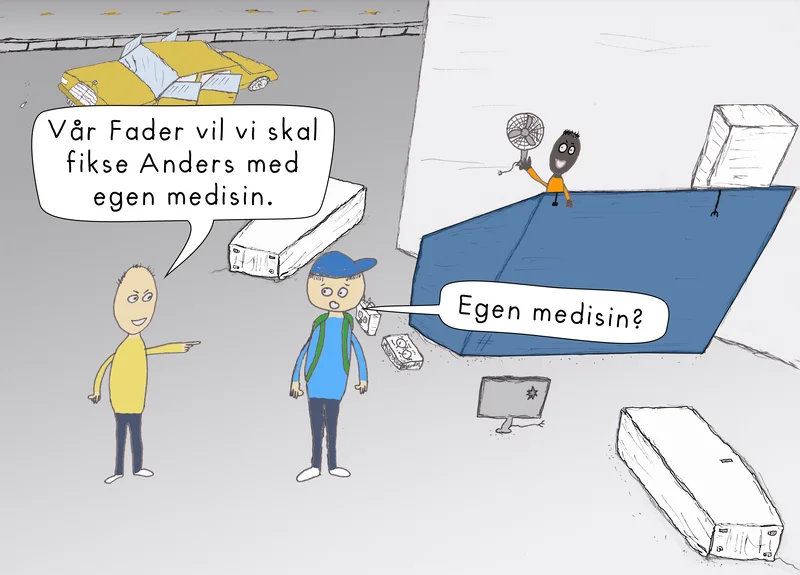 Vår Fader vil vi skal
fikse Anders med
egen medisin.
Egen medisin?